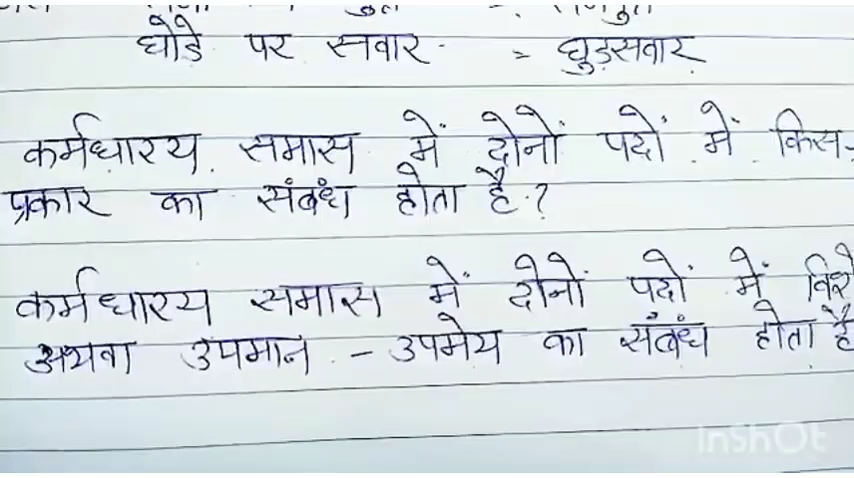 घोडे पर सवार = घुड़सवार
कर्मधारय समास में दोनों पदों में किस-
प्रकार का संबंध होता है?
कर्मधारय समास में दोनों पदों में
अथवा उपमान - उपमेय का संबंध होता है
InShOt